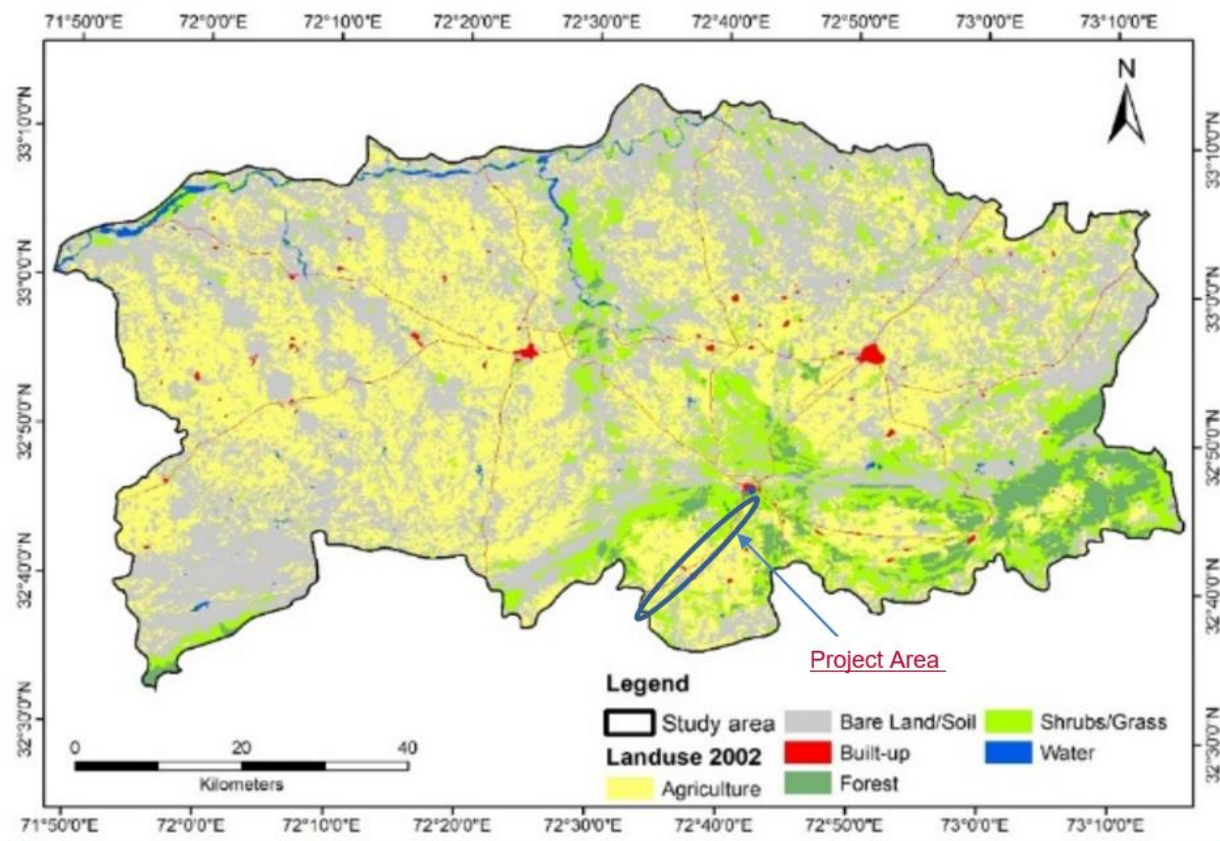 71°50'0"E 72°0'0"E 72°10'0"E 72°20'0"E 72°30'0"E 72°40'0"E 72°50'0"E 73°0'0"E 73°10'0"E
N
33°10'0"N
33°0'0"N
32°50'0"N
32°40'0"N
32°30'0"N
33°10'0"N
33°0'0"N
32°50'0"N
32°40'0"N
32°30'0"N
Project Area
Legend
Study area
Landuse 2002
Agriculture
Bare Land/Soil
Built-up
Forest
Shrubs/Grass
Water
0 20 40
Kilometers
71°50'0"E 72°0'0"E 72°10'0"E 72°20'0"E 72°30'0"E 72°40'0"E 72°50'0"E 73°0'0"E 73°10'0"E